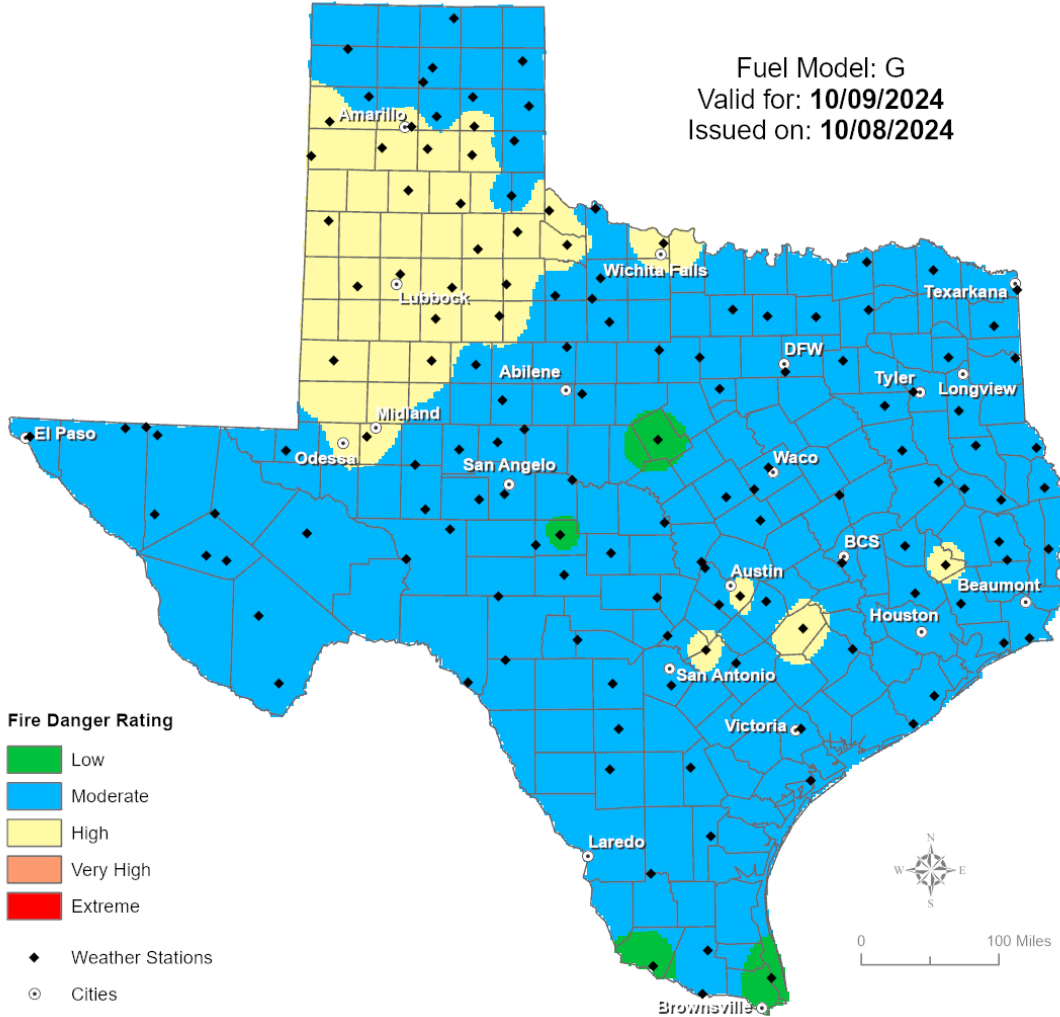 Fuel Model: G
Valid for: 10/09/2024
Issued on: 10/08/2024
Amarillo
Wichita Falls
Lubbock
Texarkana
DFW
Abilene
Tyler
Longview
Midland
El Paso
Odessa
San Angelo
Waco
BCS
Austin
Beaumont
Houston
San Antonio
Victoria
Laredo
Brownsville
Fire Danger Rating
Low
Moderate
High
Very High
Extreme
Weather Stations
Cities
N
W E
S
0 100 Miles